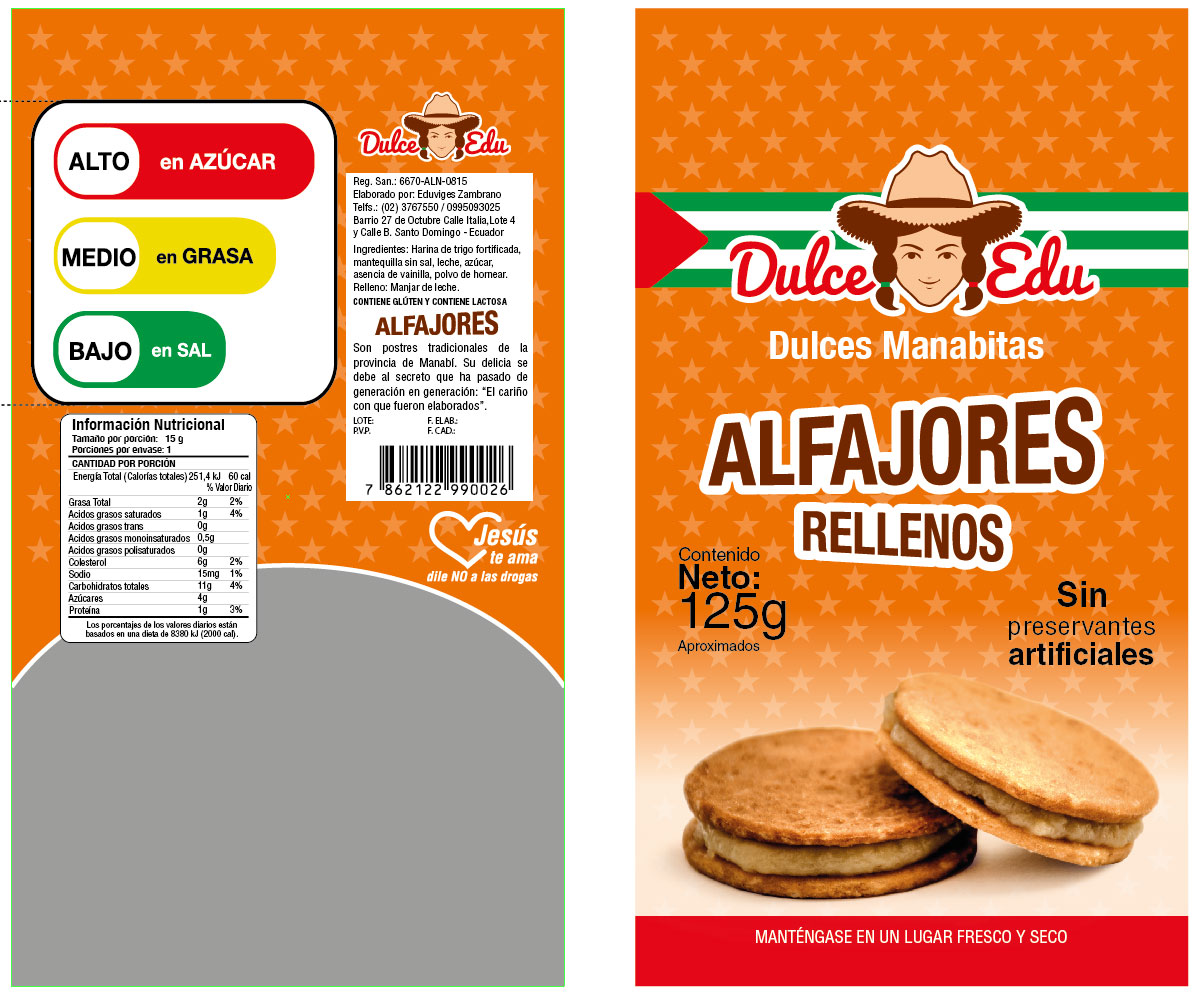 ALTO en AZÚCAR
MEDIO en GRASA
BAJO en SAL
Información Nutricional
Tamaño por porción: 15 g
Porciones por envase: 1
CANTIDAD POR PORCIÓN
Energía Total (Calorías totales) 251,4 kJ 60 cal
% Valor Diario
Grasa Total 2g 2%
Acidos grasos saturados 1g 4%
Acidos grasos trans 0g
Acidos grasos monoinsaturados 0,5g
Acidos grasos polisaturados 0g
Colesterol 6g 2%
Sodio 15mg 1%
Carbohidratos totales 11g 4%
Azúcares 4g
Proteína 1g 3%
Los porcentajes de los valores diarios están
basados en una dieta de 8380 kJ (2000 cal).
Dulce Edu
Reg. San.: 6670-ALN-0815
Elaborado por: Eduviges Zambrano
Telfs.: (02) 3767550 / 0995093025
Barrio 27 de Octubre Calle Italia,Lote 4
y Calle B. Santo Domingo - Ecuador
Ingredientes: Harina de trigo fortificada,
mantequilla sin sal, leche, azúcar,
asencia de vainilla, polvo de hornear.
Relleno: Manjar de leche.
CONTIENE GLÚTEN Y CONTIENE LACTOSA
ALFAJORES
Son postres tradicionales de la
provincia de Manabí. Su delicia se
debe al secreto que ha pasado de
generación en generación: “El cariño
con que fueron elaborados”.
LOTE: F. ELAB.:
P.V.P. F. CAD.:
7 862122 990026
Jesús
te ama
dile NO a las drogas
Dulce Edu
Dulces Manabitas
ALFAJORES
RELLENOS
Contenido
Neto:
125g
Aproximados
Sin
preservantes
artificiales
MANTÉNGASE EN UN LUGAR FRESCO Y SECO